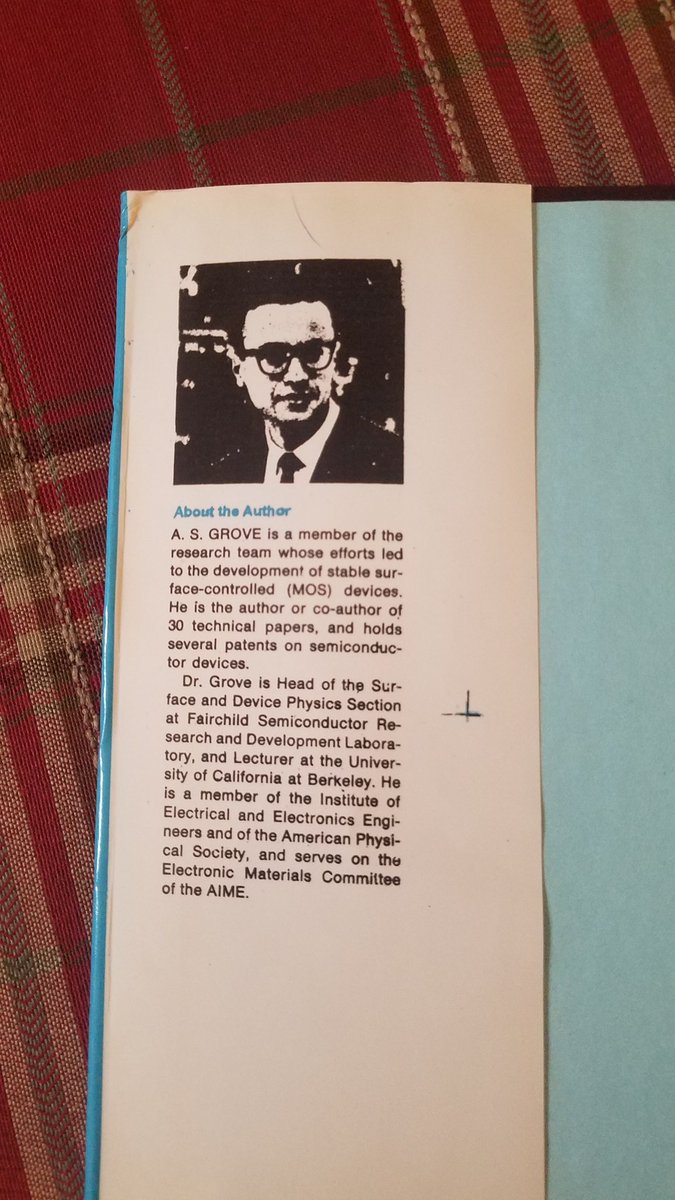 About the Author
A. S. GROVE is a member of the
research team whose efforts led
to the development of stable sur-
face-controlled (MOS) devices.
He is the author or co-author of
30 technical papers, and holds
several patents on semiconduc-
tor devices.
Dr. Grove is Head of the Sur-
face and Device Physics Section
at Fairchild Semiconductor Re-
search and Development Labora-
tory, and Lecturer at the Univer-
sity of California at Berkeley. He
is a member of the Institute of
Electrical and Electronics Engi-
neers and of the American Physi-
cal Society, and serves on the
Electronic Materials Committee
of the AIME.